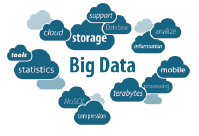 support
Database
cloud
storage
analize
information
tools
statistics
Big Data
mobile
processing
terabytes
NoSQL
compression